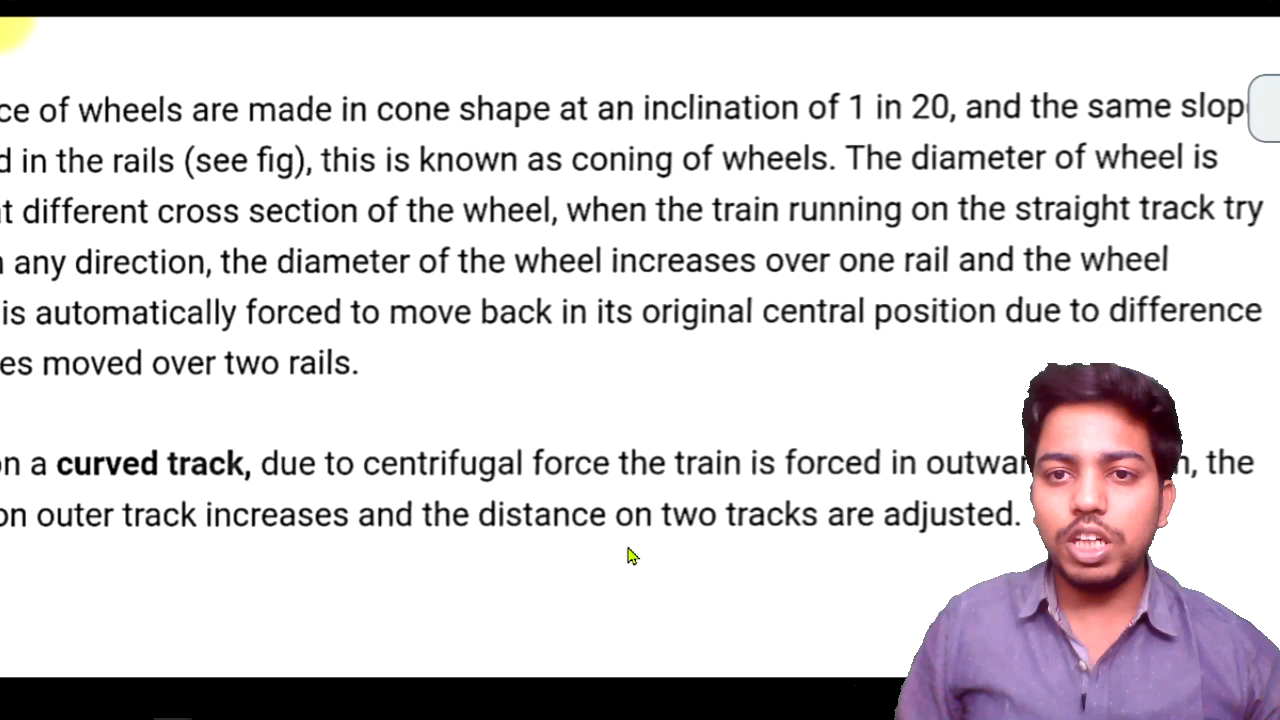 ce of wheels are made in cone shape at an inclination of 1 in 20, and the same slop
d in the rails (see fig), this is known as coning of wheels. The diameter of wheel is
t different cross section of the wheel, when the train running on the straight track try
any direction, the diameter of the wheel increases over one rail and the wheel
is automatically forced to move back in its original central position due to difference
es moved over two rails.
on a curved track, due to centrifugal force the train is forced in outwar n, the
on outer track increases and the distance on two tracks are adjusted.